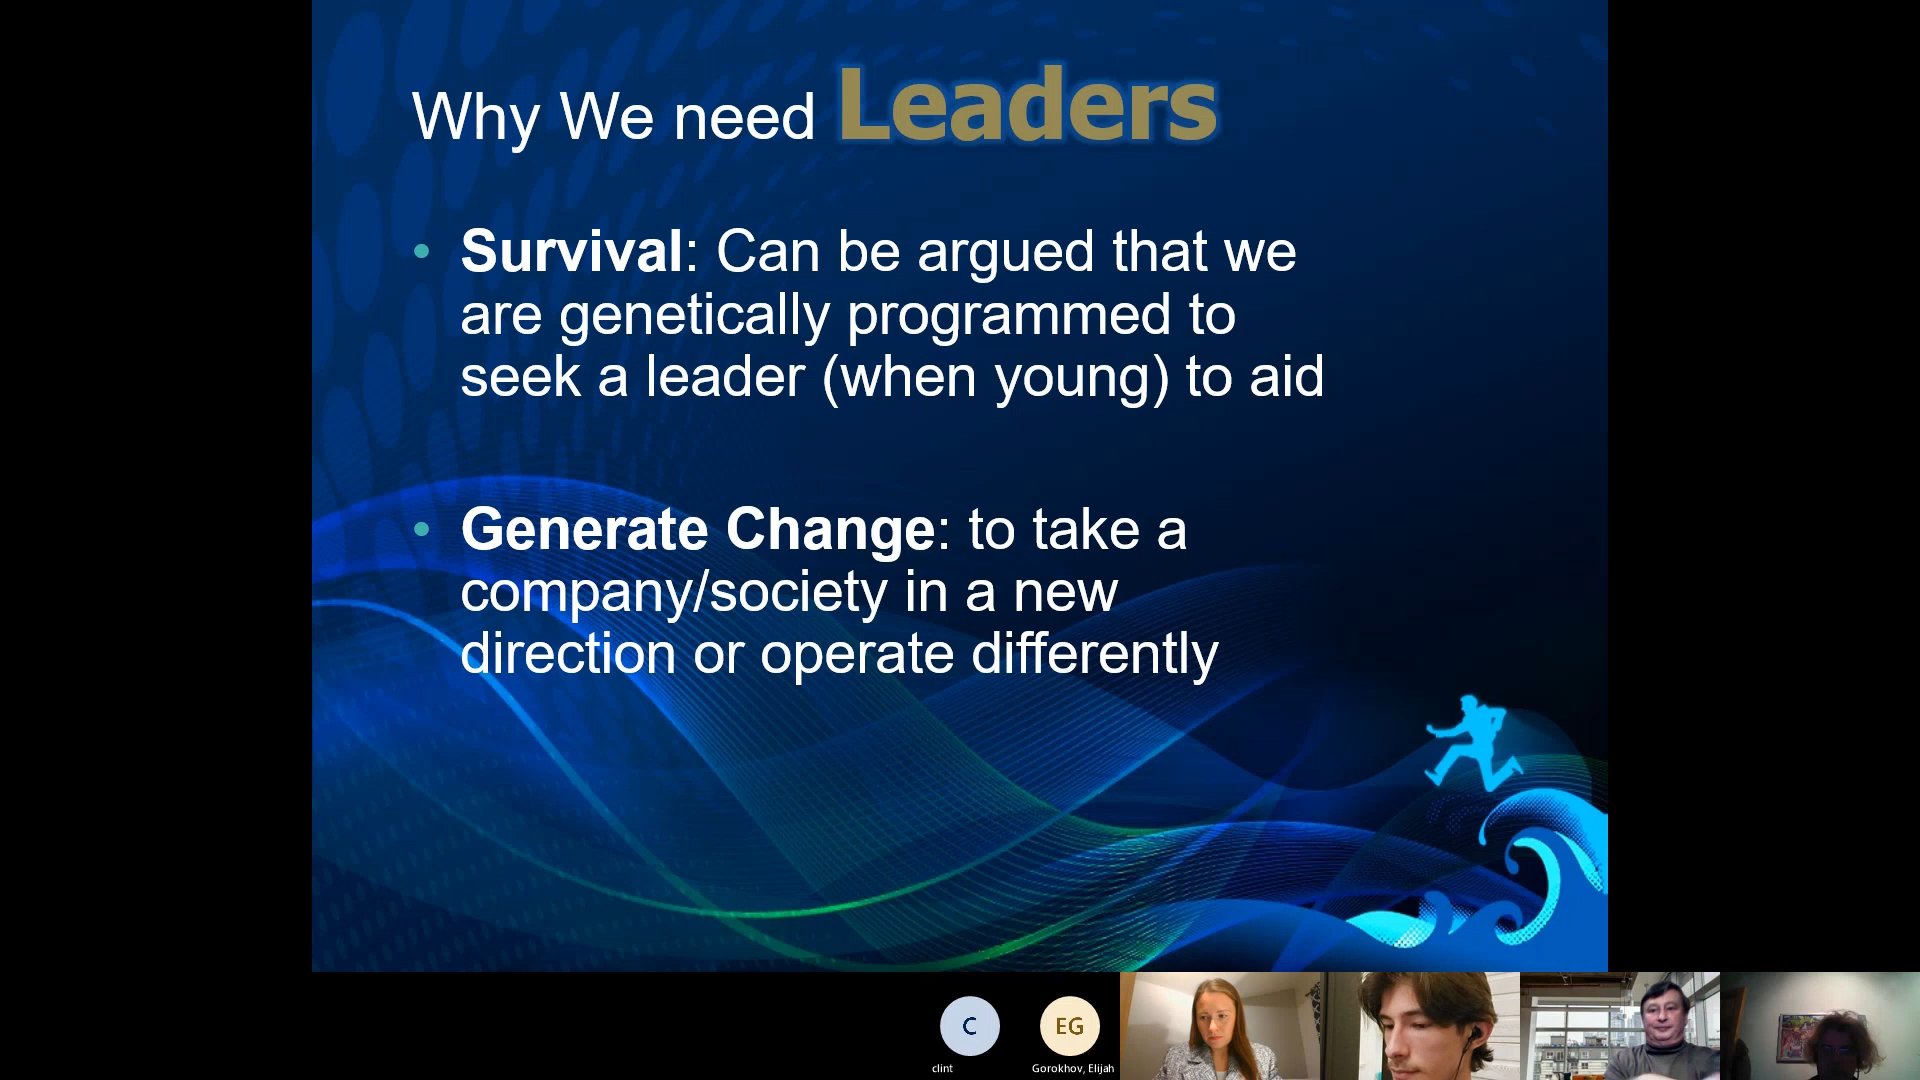 Why We need Leaders
• Survival: Can be argued that we
are genetically programmed to
seek a leader (when young) to aid
• Generate Change: to take a
company/society in a new
direction or operate differently
C
EG
clint
Gorokhov, Elijah